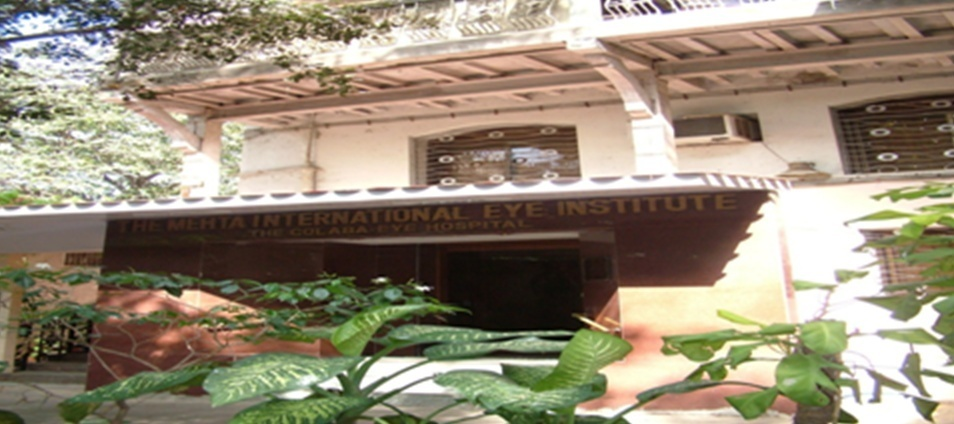 THE MEHTA INTERNATIONAL EYE INSTITUTE
THE COLABA EYE HOSPITAL